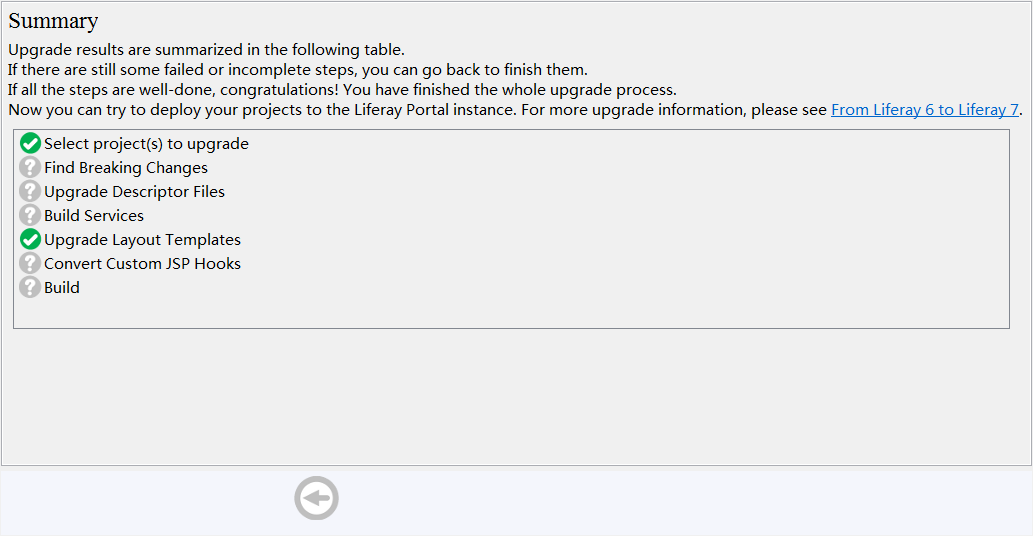 Summary
Upgrade results are summarized in the following table.
If there are still some failed or incomplete steps, you can go back to finish them.
If all the steps are well-done, congratulations! You have finished the whole upgrade process.
Now you can try to deploy your projects to the Liferay Portal instance. For more upgrade information, please see From Liferay 6 to Liferay 7.
Select project(s) to upgrade
? Find Breaking Changes
? Upgrade Descriptor Files
? Build Services
Upgrade Layout Templates
? Convert Custom JSP Hooks
? Build